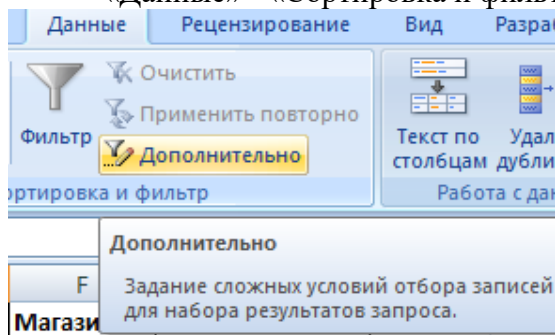 «Данные» «Сортировка и фильт
Данные Рецензирование Вид Разраб
Очистить
Применить повторно
Фильтр
Дополнительно
Текст по столбцам
Удал дубли
ортировка и фильтр Работа с дан
Дополнительно
F
Задание сложных условий отбора записей
для набора результатов запроса.
Магази